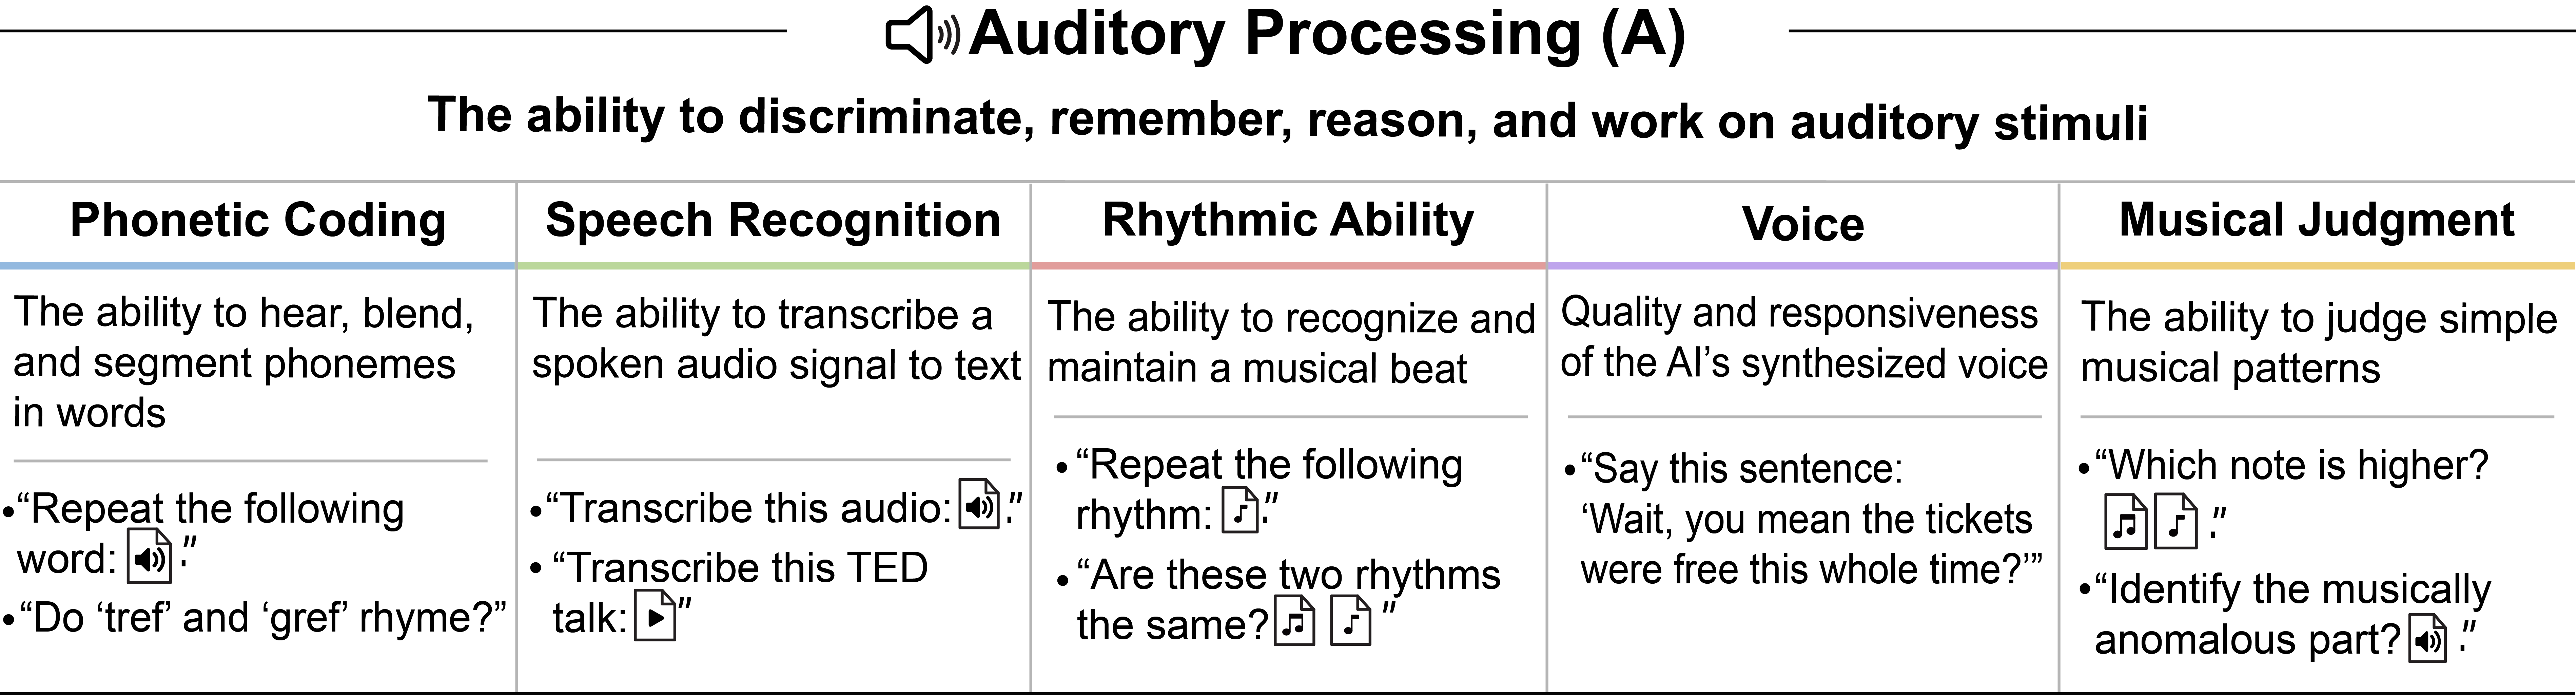 Auditory Processing (A)
The ability to discriminate, remember, reason, and work on auditory stimuli
Phonetic Coding
The ability to hear, blend,
and segment phonemes
in words
•“Repeat the following
word: .”
•“Do ‘tref’ and ‘gref’ rhyme?”
Speech Recognition
The ability to transcribe a
spoken audio signal to text
•“Transcribe this audio: .”
• “Transcribe this TED
talk: ”
Rhythmic Ability
The ability to recognize and
maintain a musical beat
• “Repeat the following
rhythm: .”
• “Are these two rhythms
the same? ”
Voice
Quality and responsiveness
of the AI’s synthesized voice
•“Say this sentence:
‘Wait, you mean the tickets
were free this whole time?’”
Musical Judgment
The ability to judge simple
musical patterns
•“Which note is higher?
.”
•“Identify the musically
anomalous part? .”